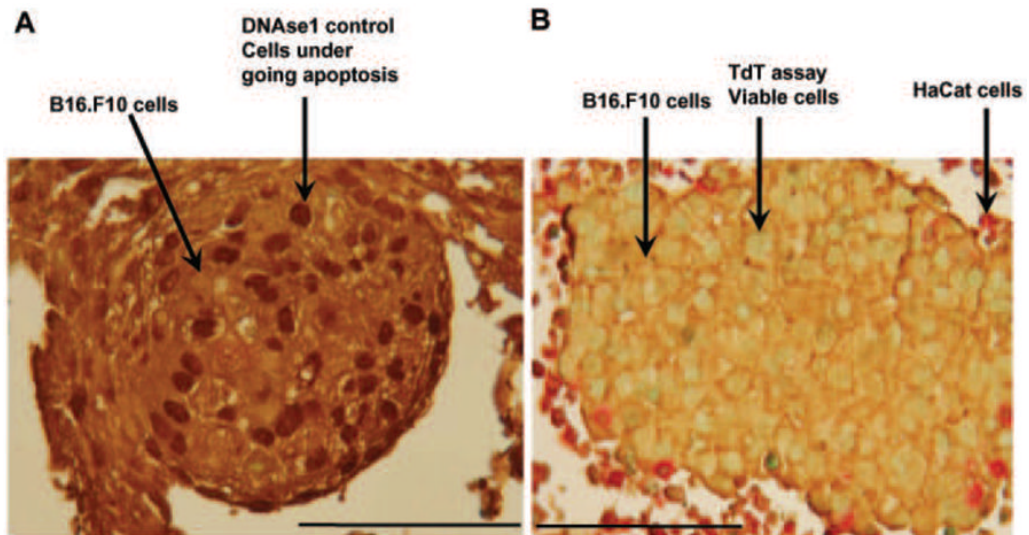 A
DNAse1 control
Cells under
going apoptosis
B16.F10 cells
B
B16.F10 cells
TdT assay
Viable cells
HaCat cells